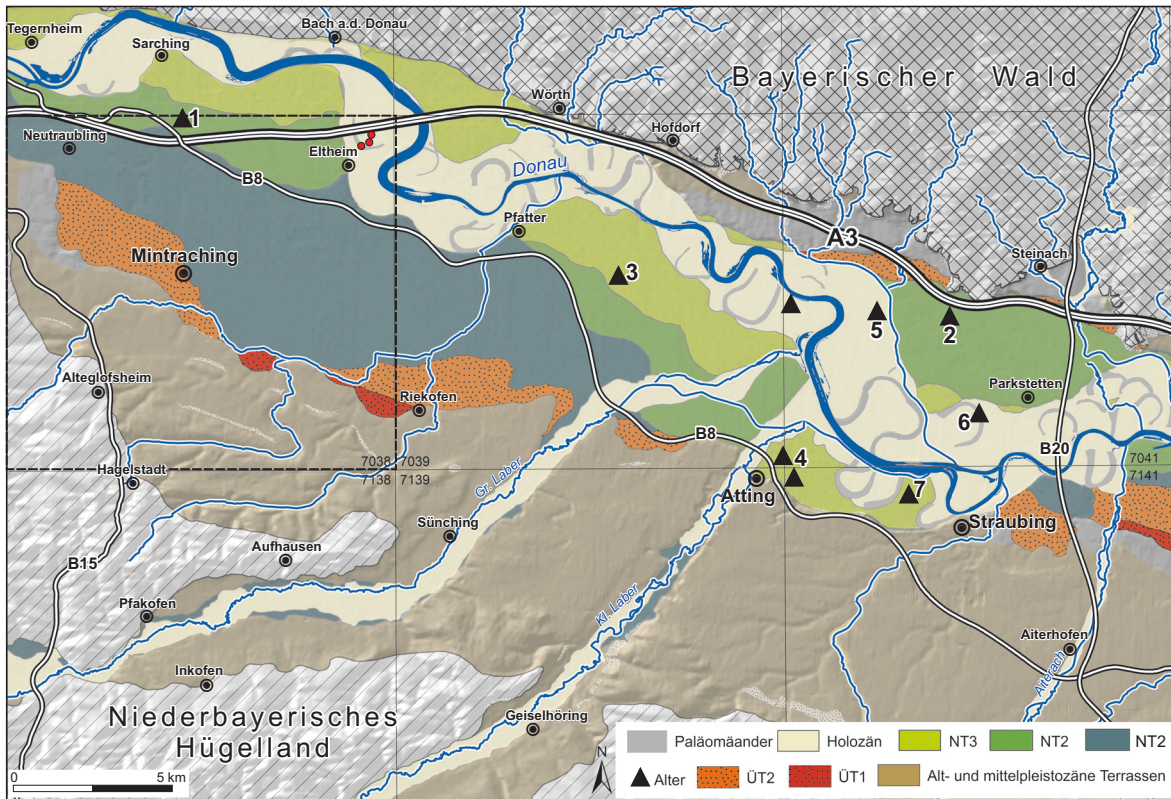 Tegernheim
Bach a.d. Donau
Sarching
Bayerischer Wald
Wörth
1
Neutraubling
Hofdorf
Eltheim
Donau
B8
Pfatter
A3
Mintraching
Steinach
3
5
2
Alteglofsheim
Parkstetten
Riekofen
6
B8
B20
7038 7039
7041
Hagelstadt
7138 7139
4
7141
Gr. Laber
Atting
7
Sünching
Straubing
Aufhausen
B15
Pfakofen
Kl. Laber
Aiterhofen
Inkofen
Aiterach
Niederbayerisches
Hügelland
Geiselhöring
Paläomäander Holozän NT3 NT2 NT2
N
0 5 km
Alter ÜT2 ÜT1 Alt- und mittelpleistozäne Terrassen